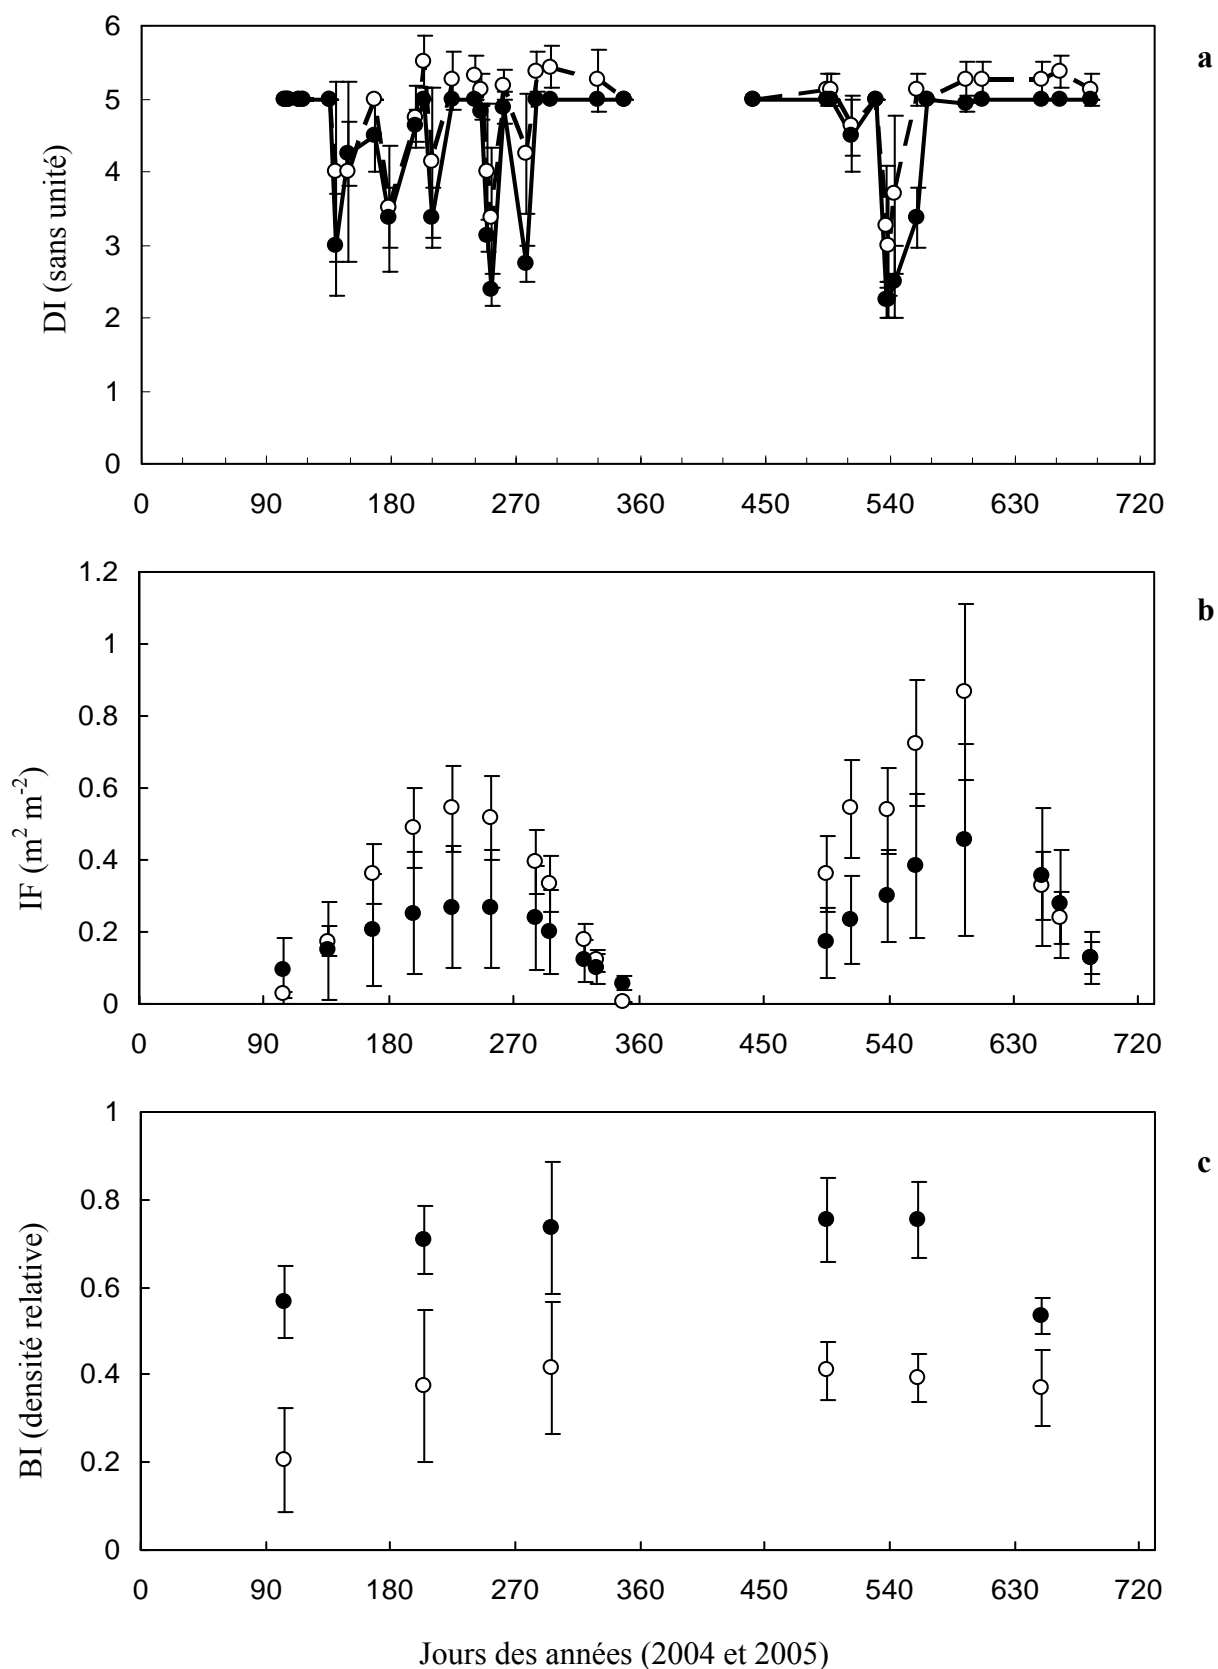 6
5
4
3
2
1
0
DI (sans unité)
a
0 90 180 270 360 450 540 630 720
1.2
1
0.8
0.6
0.4
0.2
0
IF (m² m⁻²)
b
0 90 180 270 360 450 540 630 720
1
0.8
0.6
0.4
0.2
0
BI (densité relative)
c
0 90 180 270 360 450 540 630 720
Jours des années (2004 et 2005)